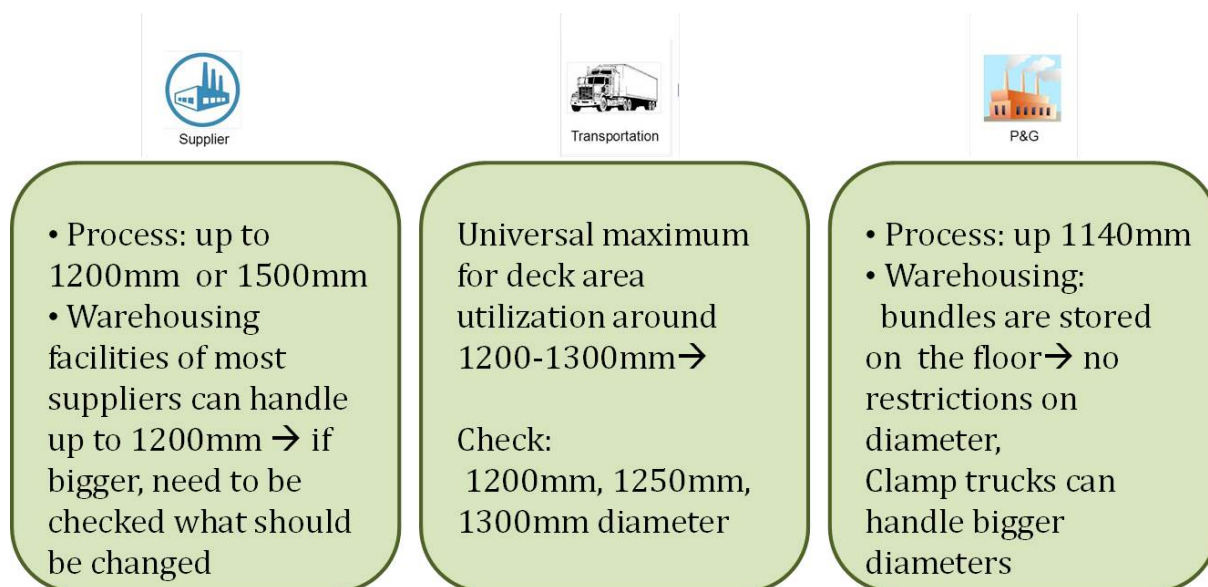 Supplier
• Process: up to
1200mm or 1500mm
• Warehousing
facilities of most
suppliers can handle
up to 1200mm → if
bigger, need to be
checked what should
be changed
Transportation
Universal maximum
for deck area
utilization around
1200-1300mm→
Check:
1200mm, 1250mm,
1300mm diameter
P&G
• Process: up 1140mm
• Warehousing:
bundles are stored
on the floor→ no
restrictions on
diameter,
Clamp trucks can
handle bigger
diameters